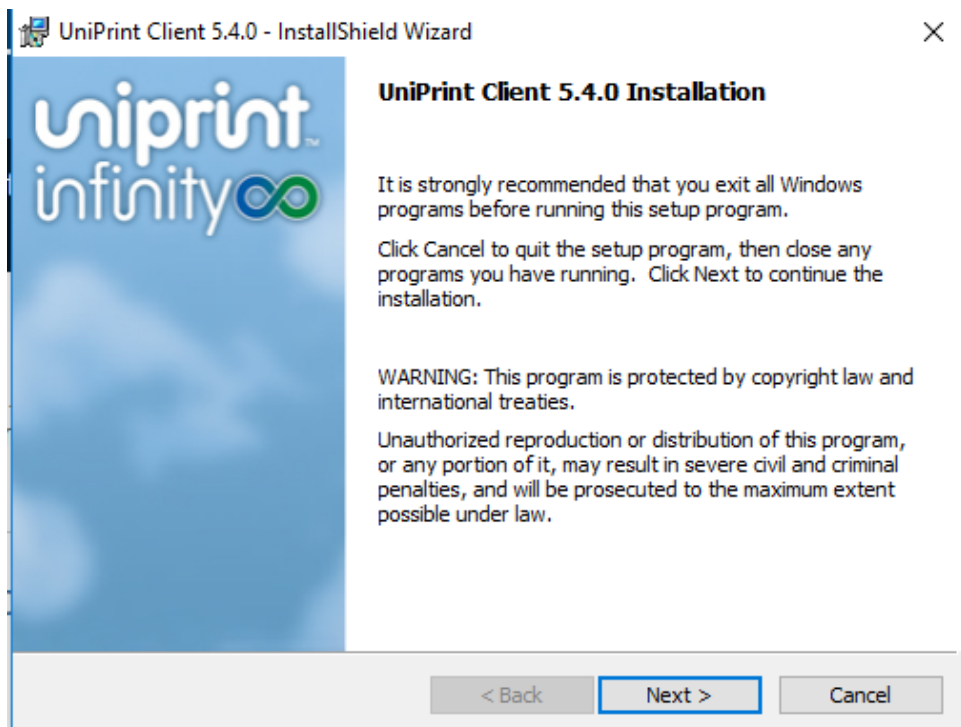 UniPrint Client 5.4.0 - InstallShield Wizard
uniprint™
infinity
UniPrint Client 5.4.0 Installation
It is strongly recommended that you exit all Windows
programs before running this setup program.
Click Cancel to quit the setup program, then close any
programs you have running.  Click Next to continue the
installation.
WARNING: This program is protected by copyright law and
international treaties.
Unauthorized reproduction or distribution of this program,
or any portion of it, may result in severe civil and criminal
penalties, and will be prosecuted to the maximum extent
possible under law.
< Back
Next >
Cancel